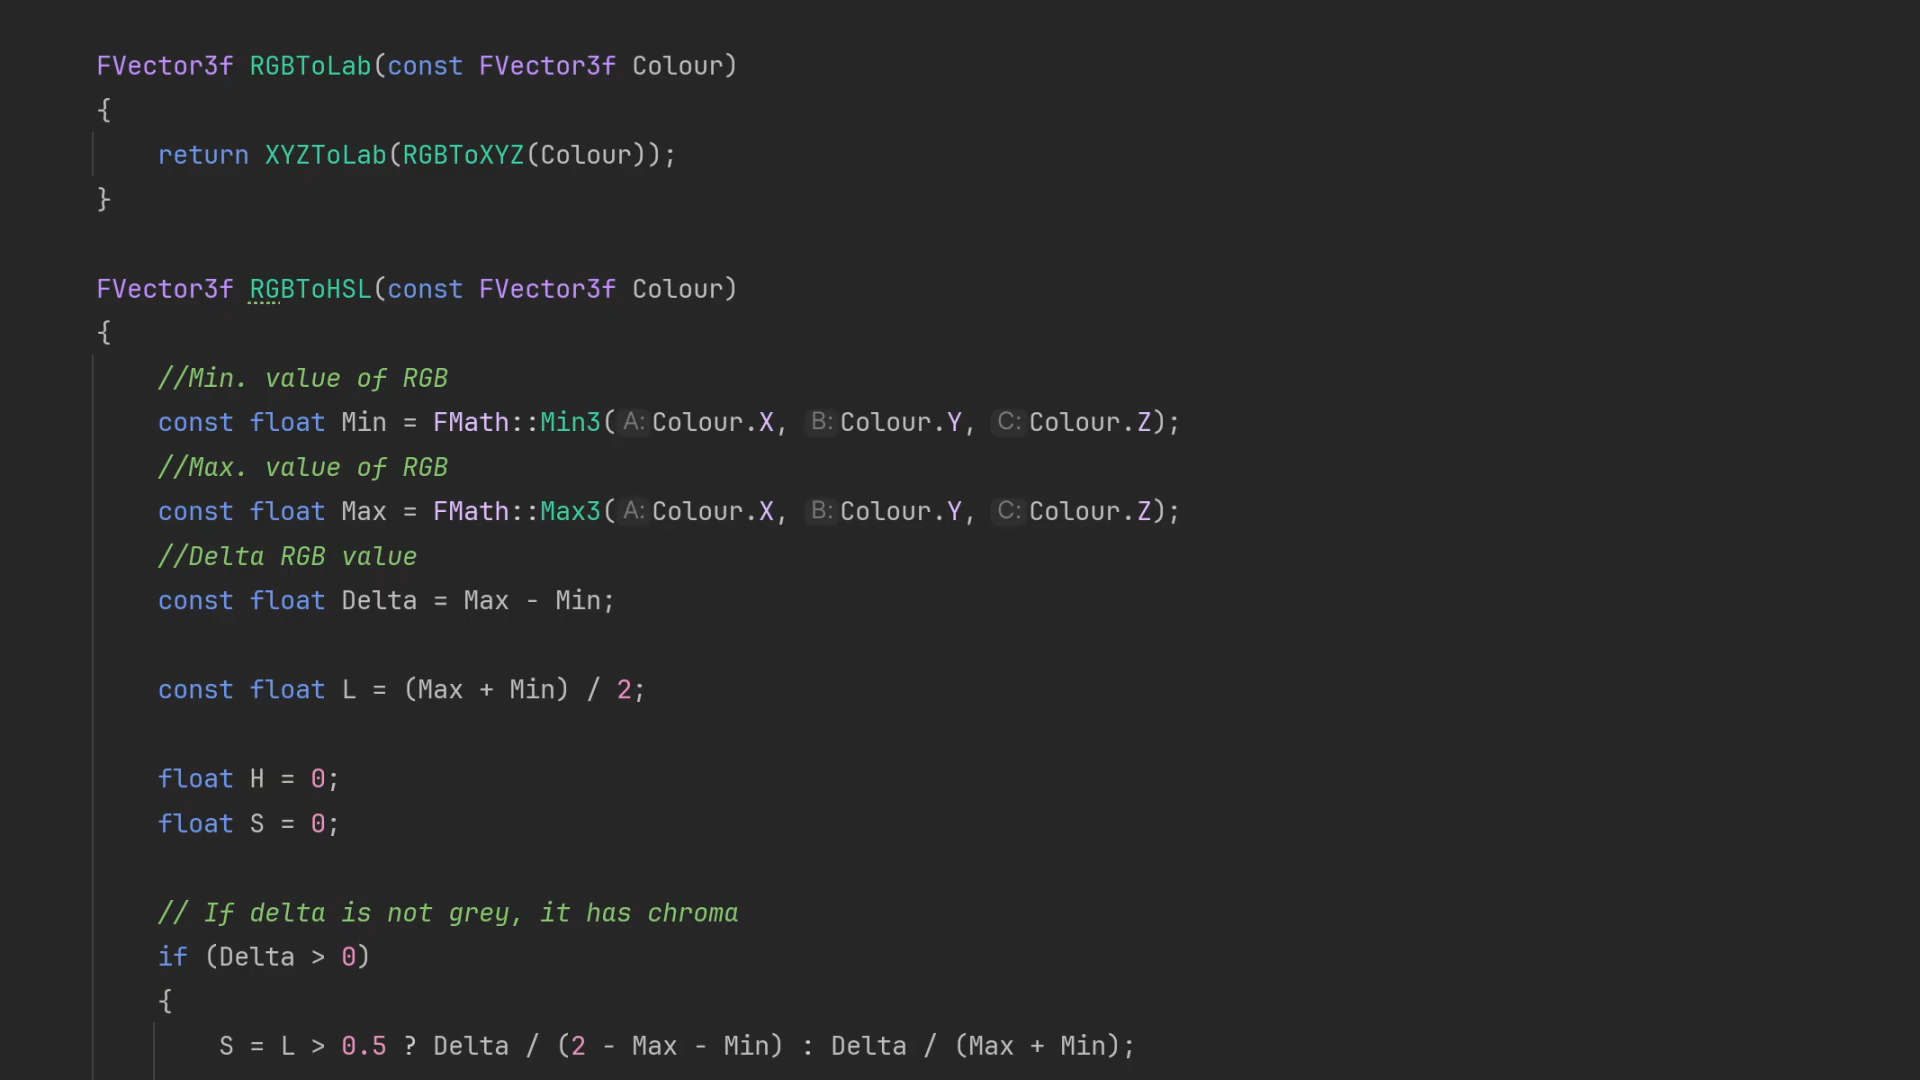 FVector3f RGBToLab(const FVector3f Colour)
{
return XYZToLab(RGBToXYZ(Colour));
}
FVector3f RGBToHSL(const FVector3f Colour)
{
//Min. value of RGB
const float Min = FMath::Min3(A:Colour.X, B:Colour.Y, C:Colour.Z);
//Max. value of RGB
const float Max = FMath::Max3(A:Colour.X, B:Colour.Y, C:Colour.Z);
//Delta RGB value
const float Delta = Max - Min;
const float L = (Max + Min) / 2;
float H = 0;
float S = 0;
// If delta is not grey, it has chroma
if (Delta > 0)
{
S = L > 0.5 ? Delta / (2 - Max - Min) : Delta / (Max + Min);